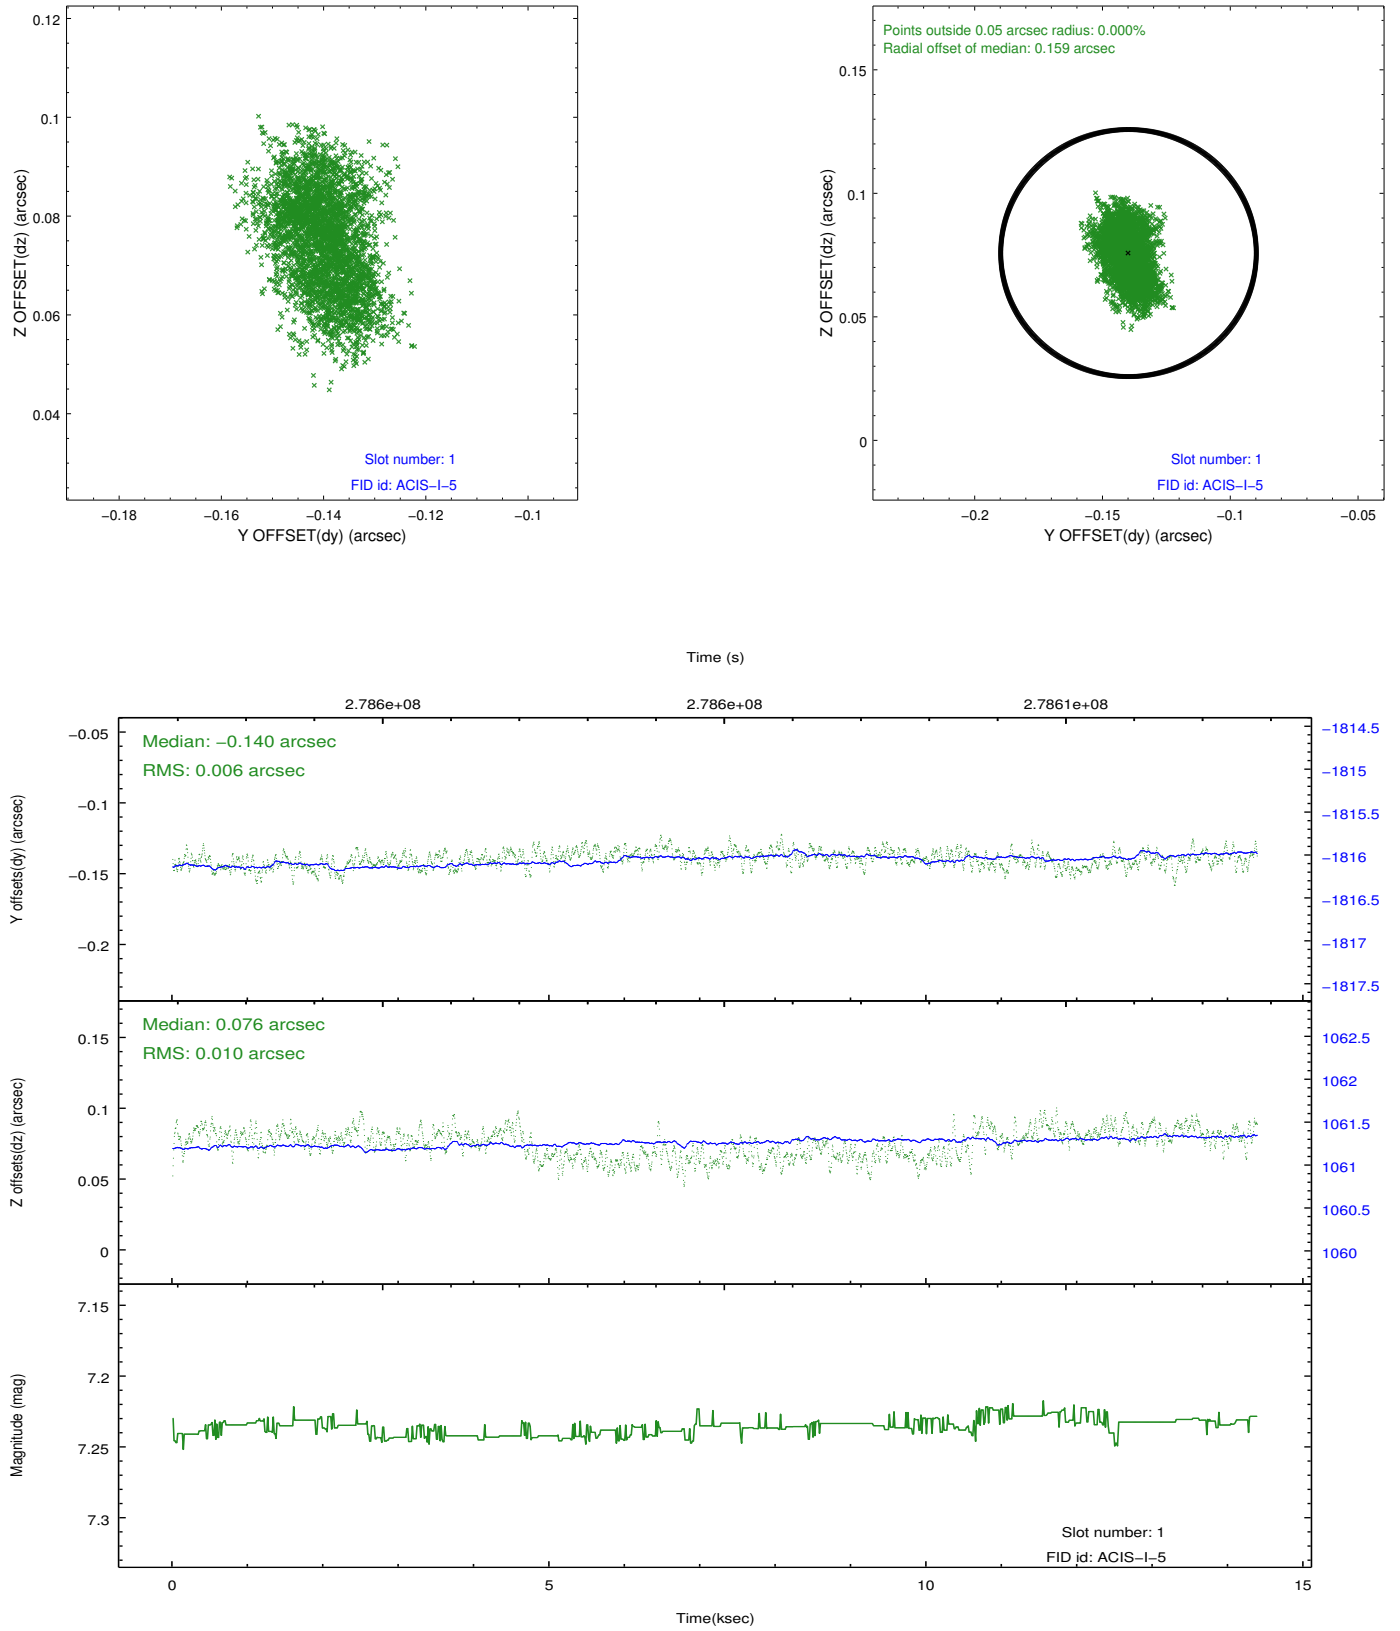 0.12
0.1
0.08
0.06
0.04
Z OFFSET(dz) (arcsec)
Slot number: 1
FID id: ACIS−I−5
−0.18
−0.16
−0.14
−0.12
−0.1
Y OFFSET(dy) (arcsec)
Points outside 0.05 arcsec radius: 0.000%
Radial offset of median: 0.159 arcsec
0.15
0.1
0.05
0
Z OFFSET(dz) (arcsec)
Slot number: 1
FID id: ACIS−I−5
−0.2
−0.15
−0.1
−0.05
Y OFFSET(dy) (arcsec)
Time (s)
2.786e+08
2.786e+08
2.7861e+08
Median: −0.140 arcsec
RMS: 0.006 arcsec
−0.05
−0.1
−0.15
−0.2
Y offsets(dy) (arcsec)
−1814.5
−1815
−1815.5
−1816
−1816.5
−1817
−1817.5
Median: 0.076 arcsec
RMS: 0.010 arcsec
0.15
0.1
0.05
0
Z offsets(dz) (arcsec)
1062.5
1062
1061.5
1061
1060.5
1060
7.15
7.2
7.25
7.3
Magnitude (mag)
Slot number: 1
FID id: ACIS−I−5
0
5
10
15
Time(ksec)